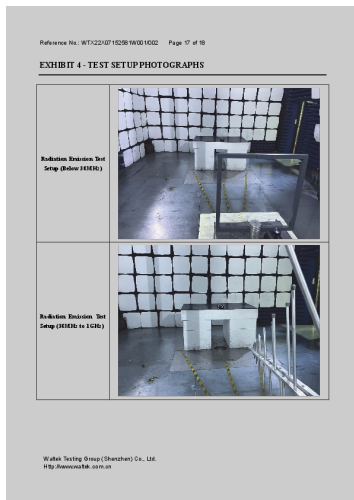 Reference No.: WTX22X07152581W001/002 Page 17 of 18
EXHIBIT 4 - TEST SETUP PHOTOGRAPHS
Radiation Emission Test
Setup (Below 30MHz)
Radiation Emission Test
Setup (30MHz to 1GHz)
Waltek Testing Group (Shenzhen) Co., Ltd.
Http://www.waltek.com.cn